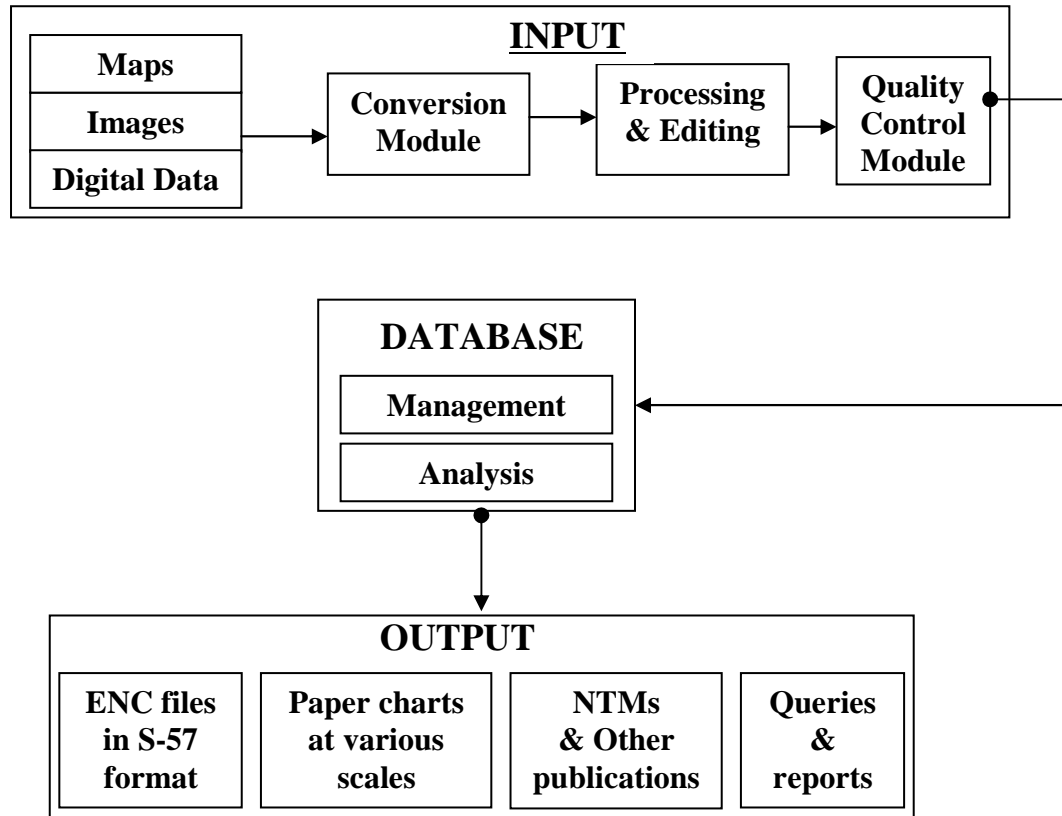 INPUT
Maps
Images
Digital Data
Conversion
Module
Processing
& Editing
Quality
Control
Module
DATABASE
Management
Analysis
OUTPUT
ENC files
in S-57
format
Paper charts
at various
scales
NTMs
& Other
publications
Queries
&
reports